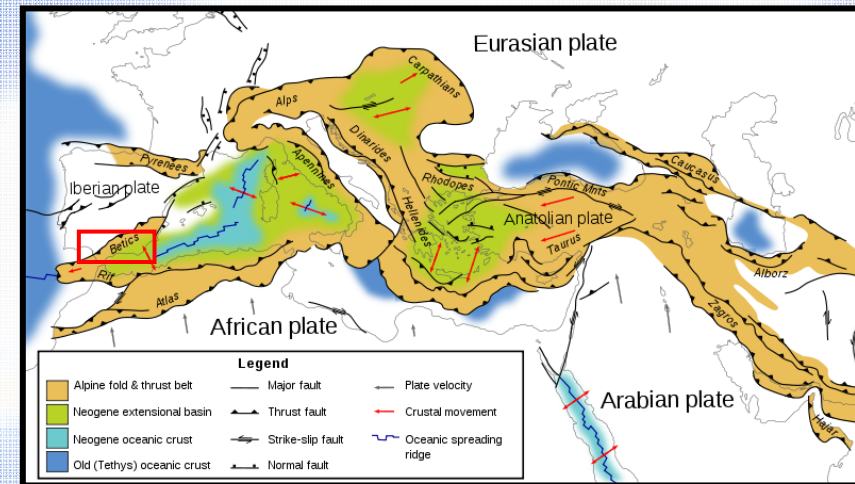 Eurasian plate
Carpathians
Alps
Dinarides
Pyrenees
Apennines
Caucasus
Iberian plate
Rhodopes
Pontic Mnts
Hellenides
Anatolian plate
Betics
Taurus
Rif
Alborz
Atlas
Zagros
African plate
Arabian plate
Hajar
Legend
Alpine fold & thrust belt
Major fault
Plate velocity
Neogene extensional basin
Thrust fault
Crustal movement
Neogene oceanic crust
Strike-slip fault
Oceanic spreading
ridge
Old (Tethys) oceanic crust
Normal fault